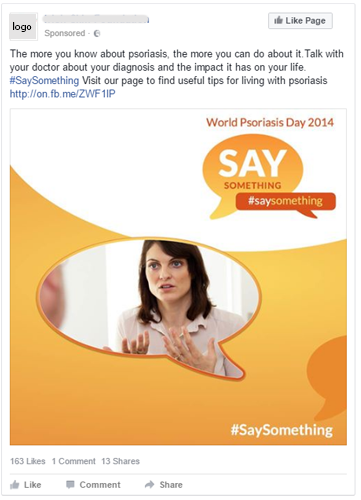 logo
Sponsored ·
Like Page
The more you know about psoriasis, the more you can do about it.Talk with
your doctor about your diagnosis and the impact it has on your life.
#SaySomething Visit our page to find useful tips for living with psoriasis
http://on.fb.me/ZWF1IP
World Psoriasis Day 2014
SAY
SOMETHING
#saysomething
#SaySomething
163 Likes 1 Comment 13 Shares
Like Comment Share